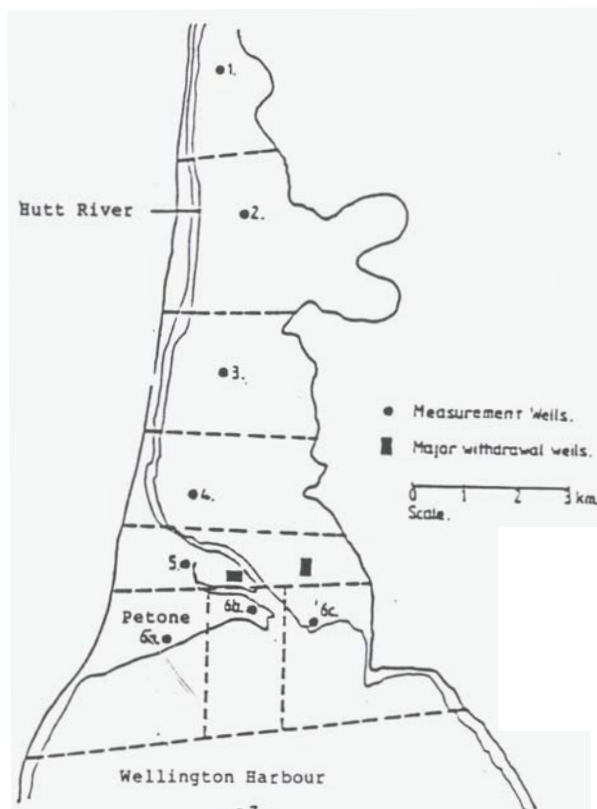 1.
Hutt River
2.
3.
Measurement Wells.
Major withdrawal wells.
4.
0 1 2 3 km
Scale.
5.
Petone
6a.
6b.
6c.
Wellington Harbour